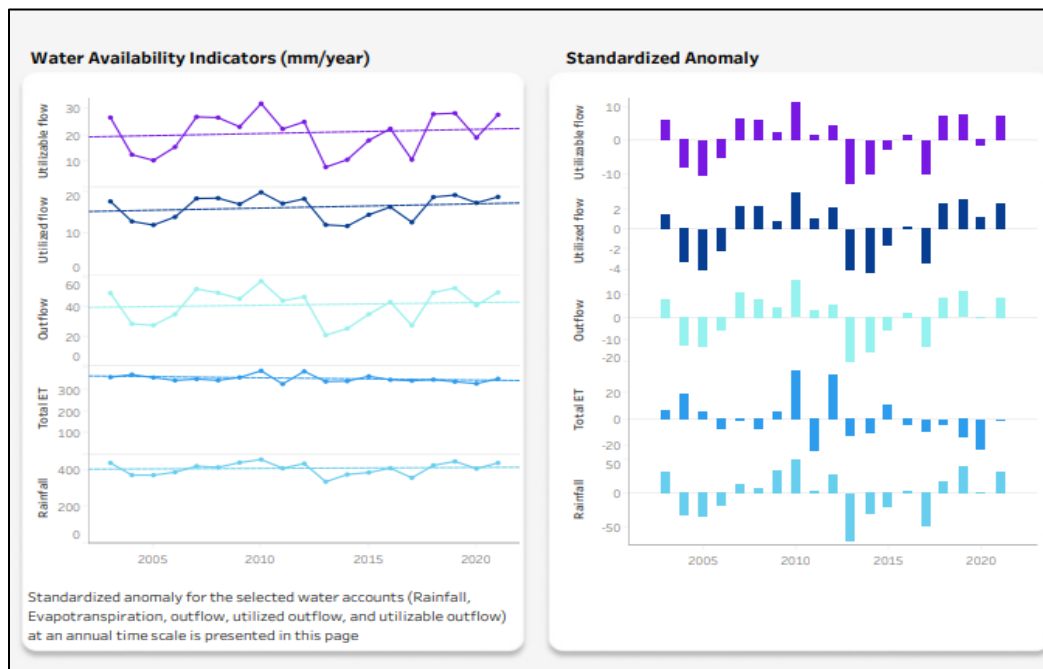 Water Availability Indicators (mm/year)
Utilizable flow
30
20
10
Utilized flow
20
10
0
Outflow
60
40
20
0
Total ET
300
200
100
Rainfall
400
200
0
2005
2010
2015
2020
Standardized anomaly for the selected water accounts (Rainfall,
Evapotranspiration, outflow, utilized outflow, and utilizable outflow)
at an annual time scale is presented in this page
Standardized Anomaly
Utilizable flow
10
0
-10
Utilized flow
2
0
-2
-4
Outflow
10
0
-10
-20
Total ET
20
0
-20
Rainfall
50
0
-50
2005
2010
2015
2020